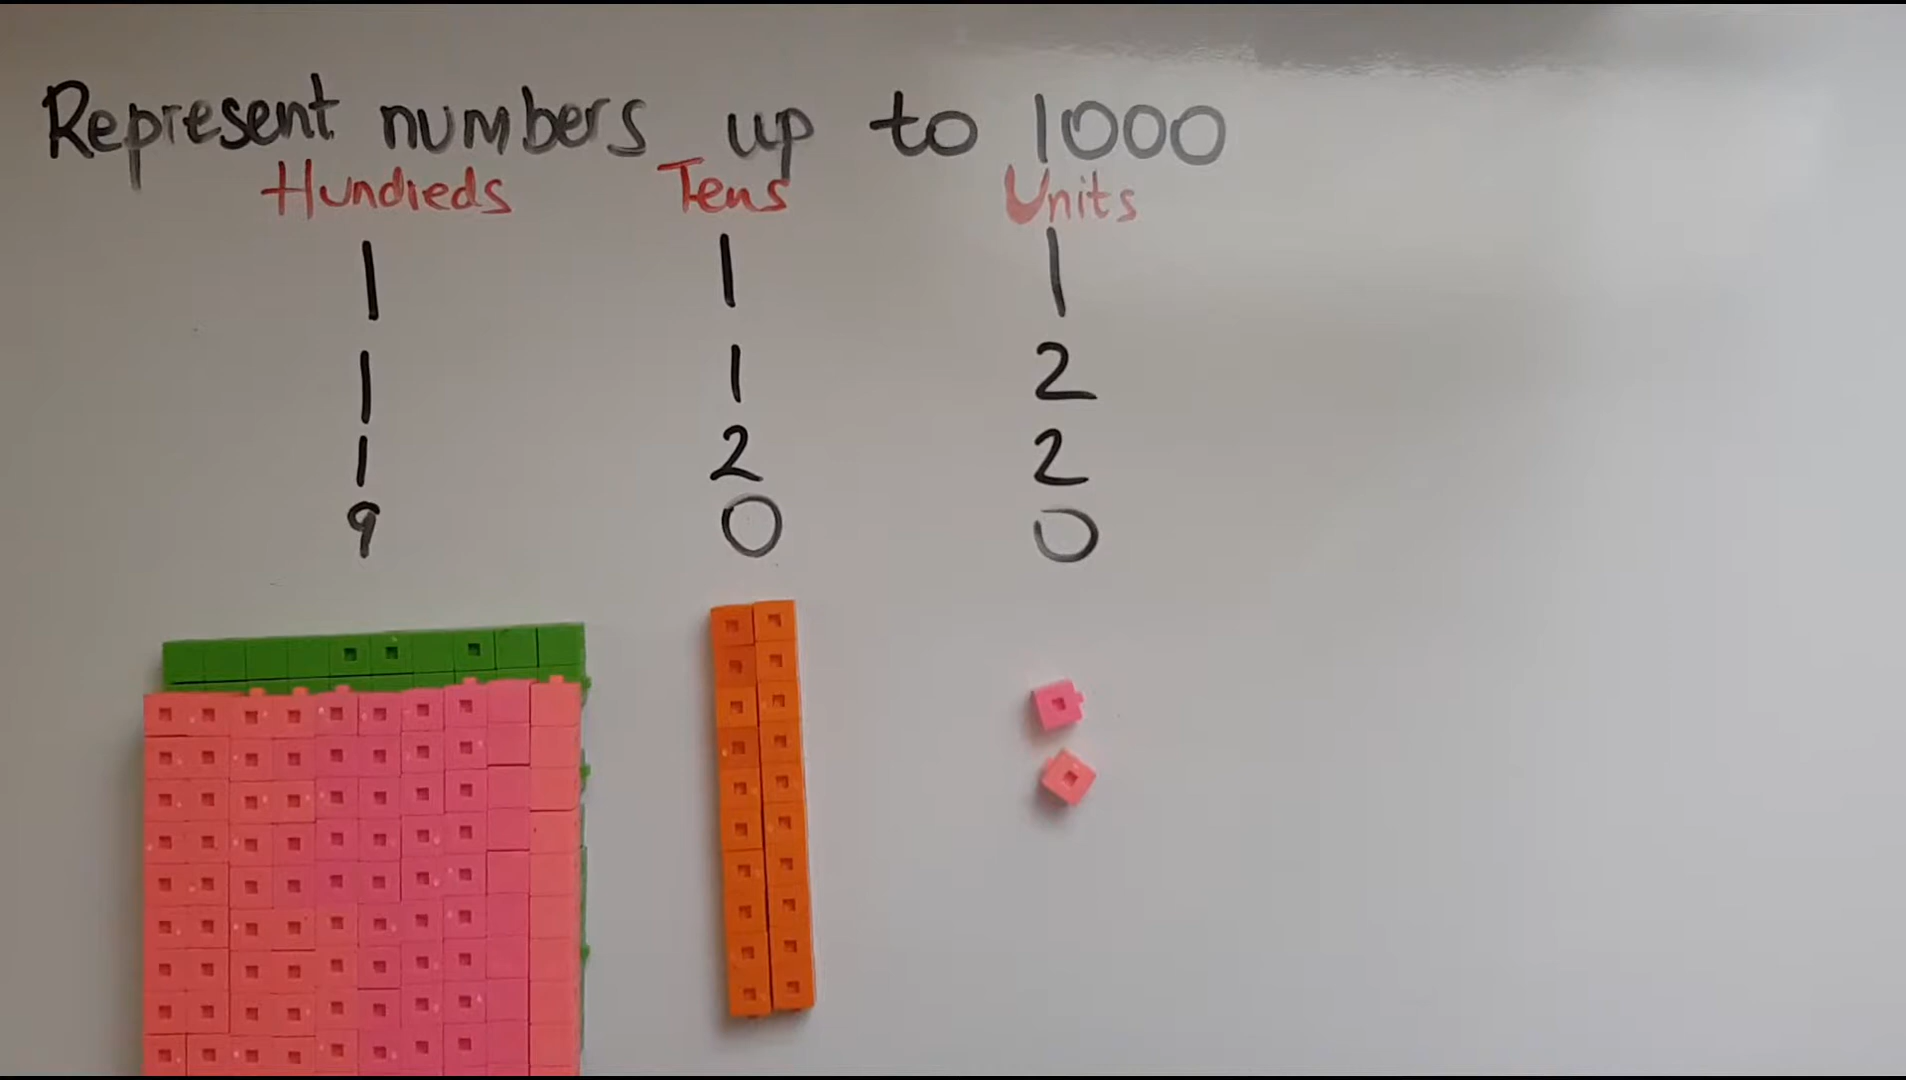 Represent numbers up to 1000
Hundreds Tens Units
1 1 1
1 1 2
1 2 2
9 0 0